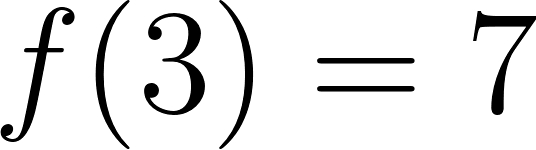 f(3) = 7